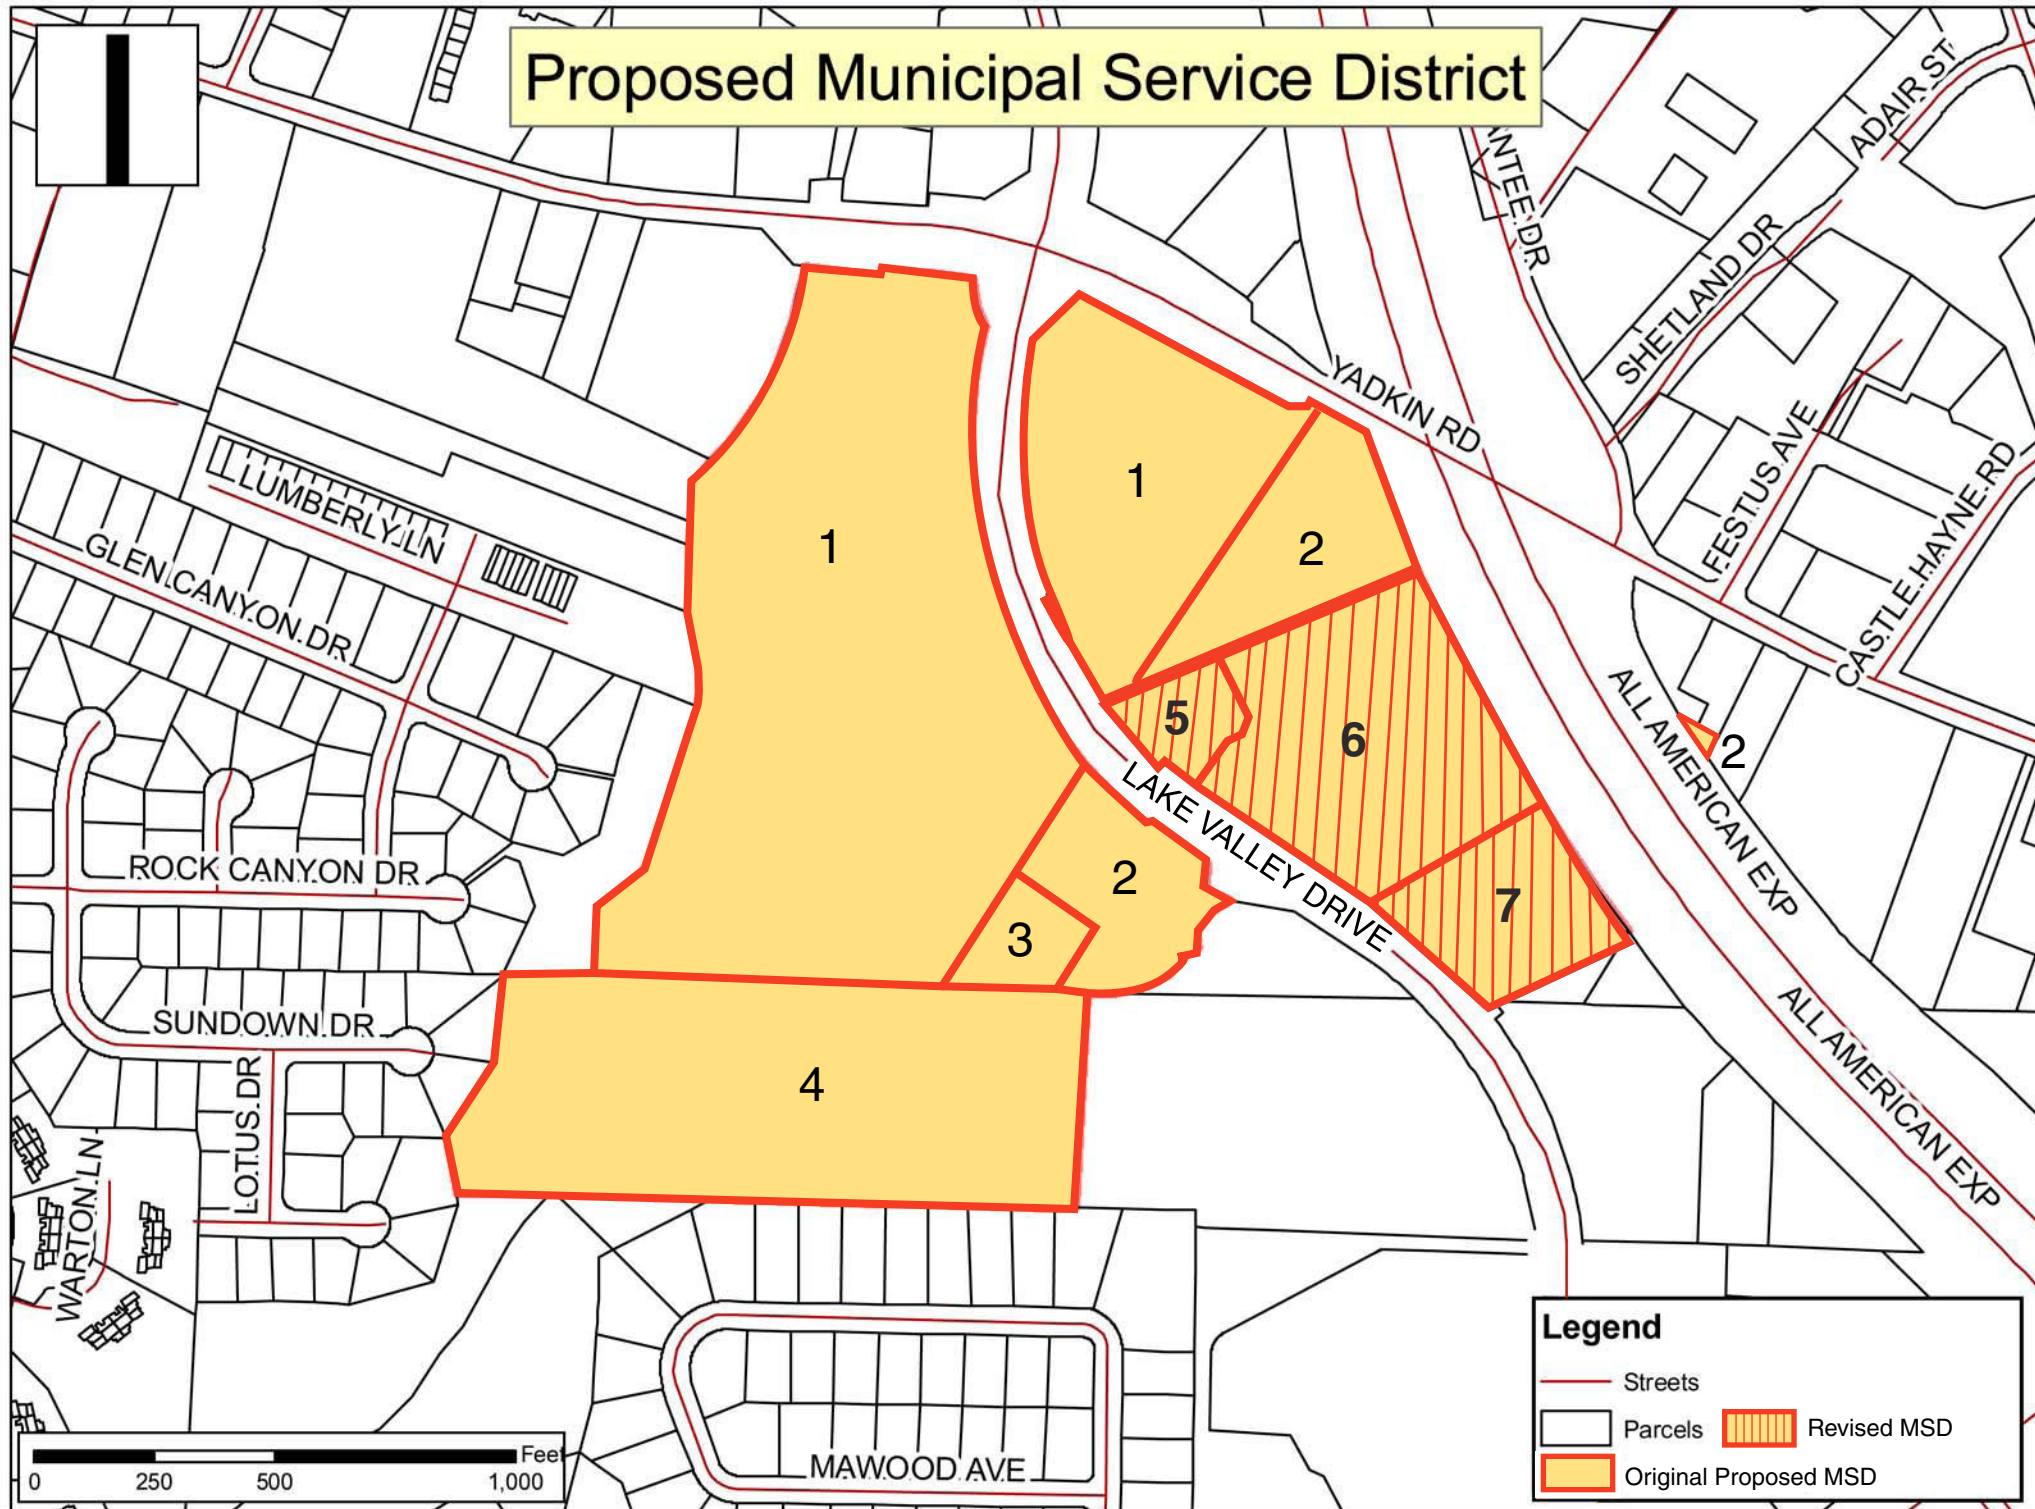 Proposed Municipal Service District
ADAIR ST
ANTEE DR
SHETLAND DR
YADKIN RD
FESTUS AVE
CASTLE HAYNE RD
LUMBERLY LN
GLEN CANYON DR
1
1
2
5
6
2
ALL AMERICAN EXP
LAKE VALLEY DRIVE
ROCK CANYON DR
2
3
7
SUNDOWN DR
LOTUS DR
4
ALL AMERICAN EXP
WARTON LN
MAWOOD AVE
Legend
Streets
Parcels
Revised MSD
Original Proposed MSD
Feet
0 250 500 1,000